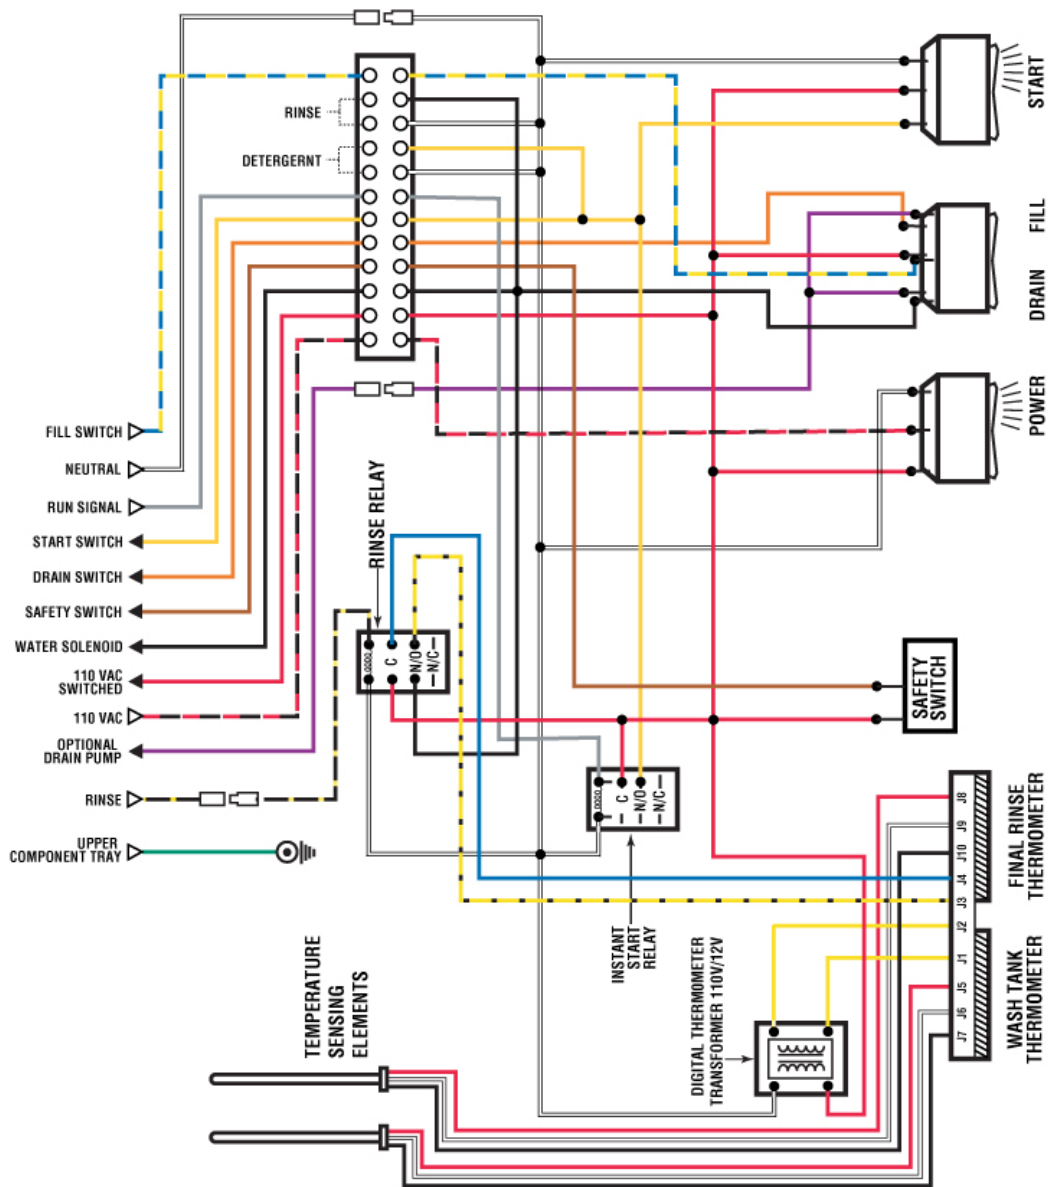 RINSE
DETERGERNT
START
FILL
DRAIN
POWER
FILL SWITCH
NEUTRAL
RUN SIGNAL
START SWITCH
DRAIN SWITCH
SAFETY SWITCH
WATER SOLENOID
110 VAC
SWITCHED
110 VAC
OPTIONAL
DRAIN PUMP
RINSE
UPPER
COMPONENT TRAY
RINSE RELAY
0000
C
N/O
N/C
SAFETY
SWITCH
0000
C
N/O
N/C
INSTANT
START
RELAY
J8
J9
J10
J4
J3
J2
J1
J5
J6
J7
FINAL RINSE
THERMOMETER
WASH TANK
THERMOMETER
DIGITAL THERMOMETER
TRANSFORMER 110V/12V
TEMPERATURE
SENSING
ELEMENTS